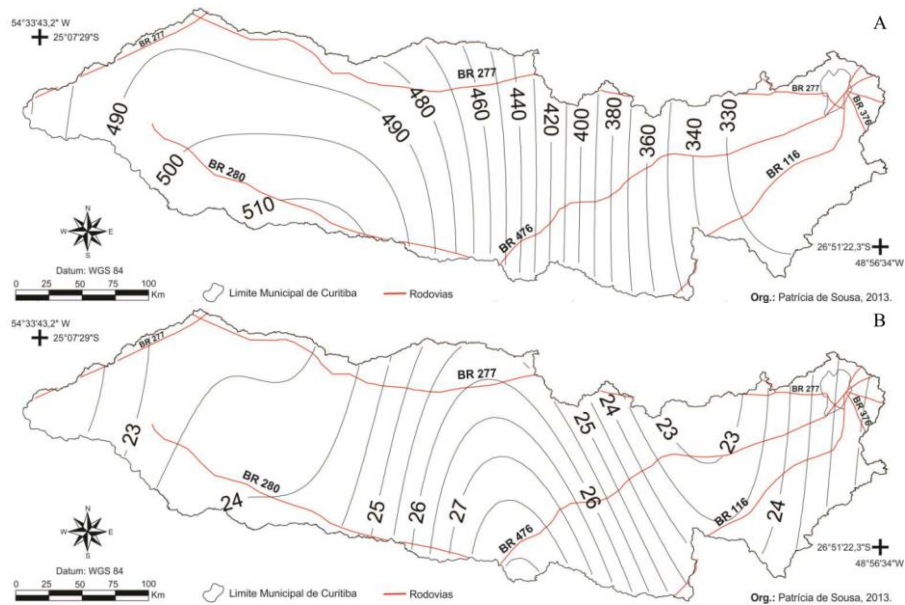 A
54°33'43,2" W
25°07'29"S
BR 277
490
500
BR 280
510
490
480
460
BR 277
440
420
400
380
360
340
330
BR 277
BR 376
BR 116
BR 476
N
W E
S
Datum: WGS 84
0 25 50 75 100
Km
Limite Municipal de Curitiba
Rodovias
26°51'22,3"S
48°56'34"W
Org.: Patrícia de Sousa, 2013.
B
54°33'43,2" W
25°07'29"S
BR 277
23
24
BR 280
25
26
27
BR 277
25
24
26
23
23
BR 277
BR 376
BR 116
24
BR 476
N
W E
S
Datum: WGS 84
0 25 50 75 100
Km
Limite Municipal de Curitiba
Rodovias
26°51'22,3"S
48°56'34"W
Org.: Patrícia de Sousa, 2013.